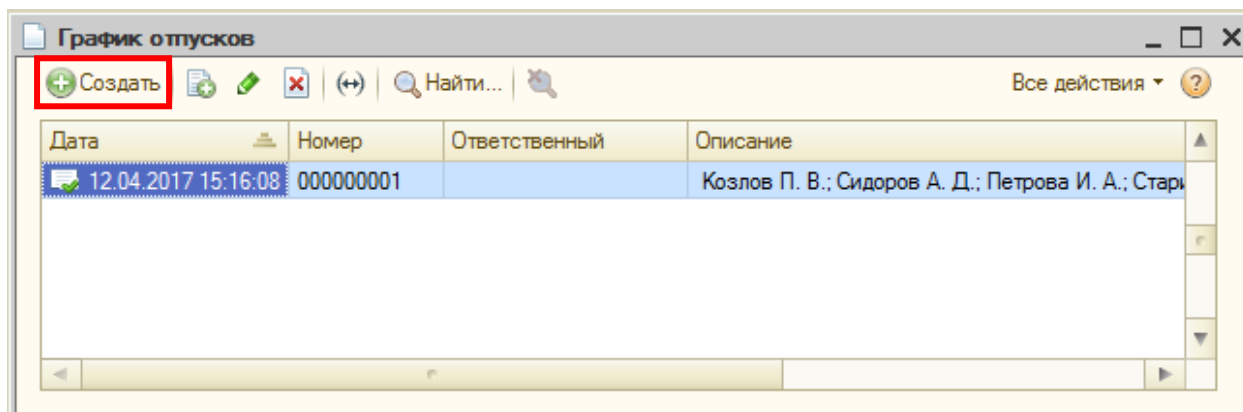 График отпусков
Создать Найти... Все действия
Дата Номер Ответственный Описание
12.04.2017 15:16:08 000000001 Козлов П. В.; Сидоров А. Д.; Петрова И. А.;